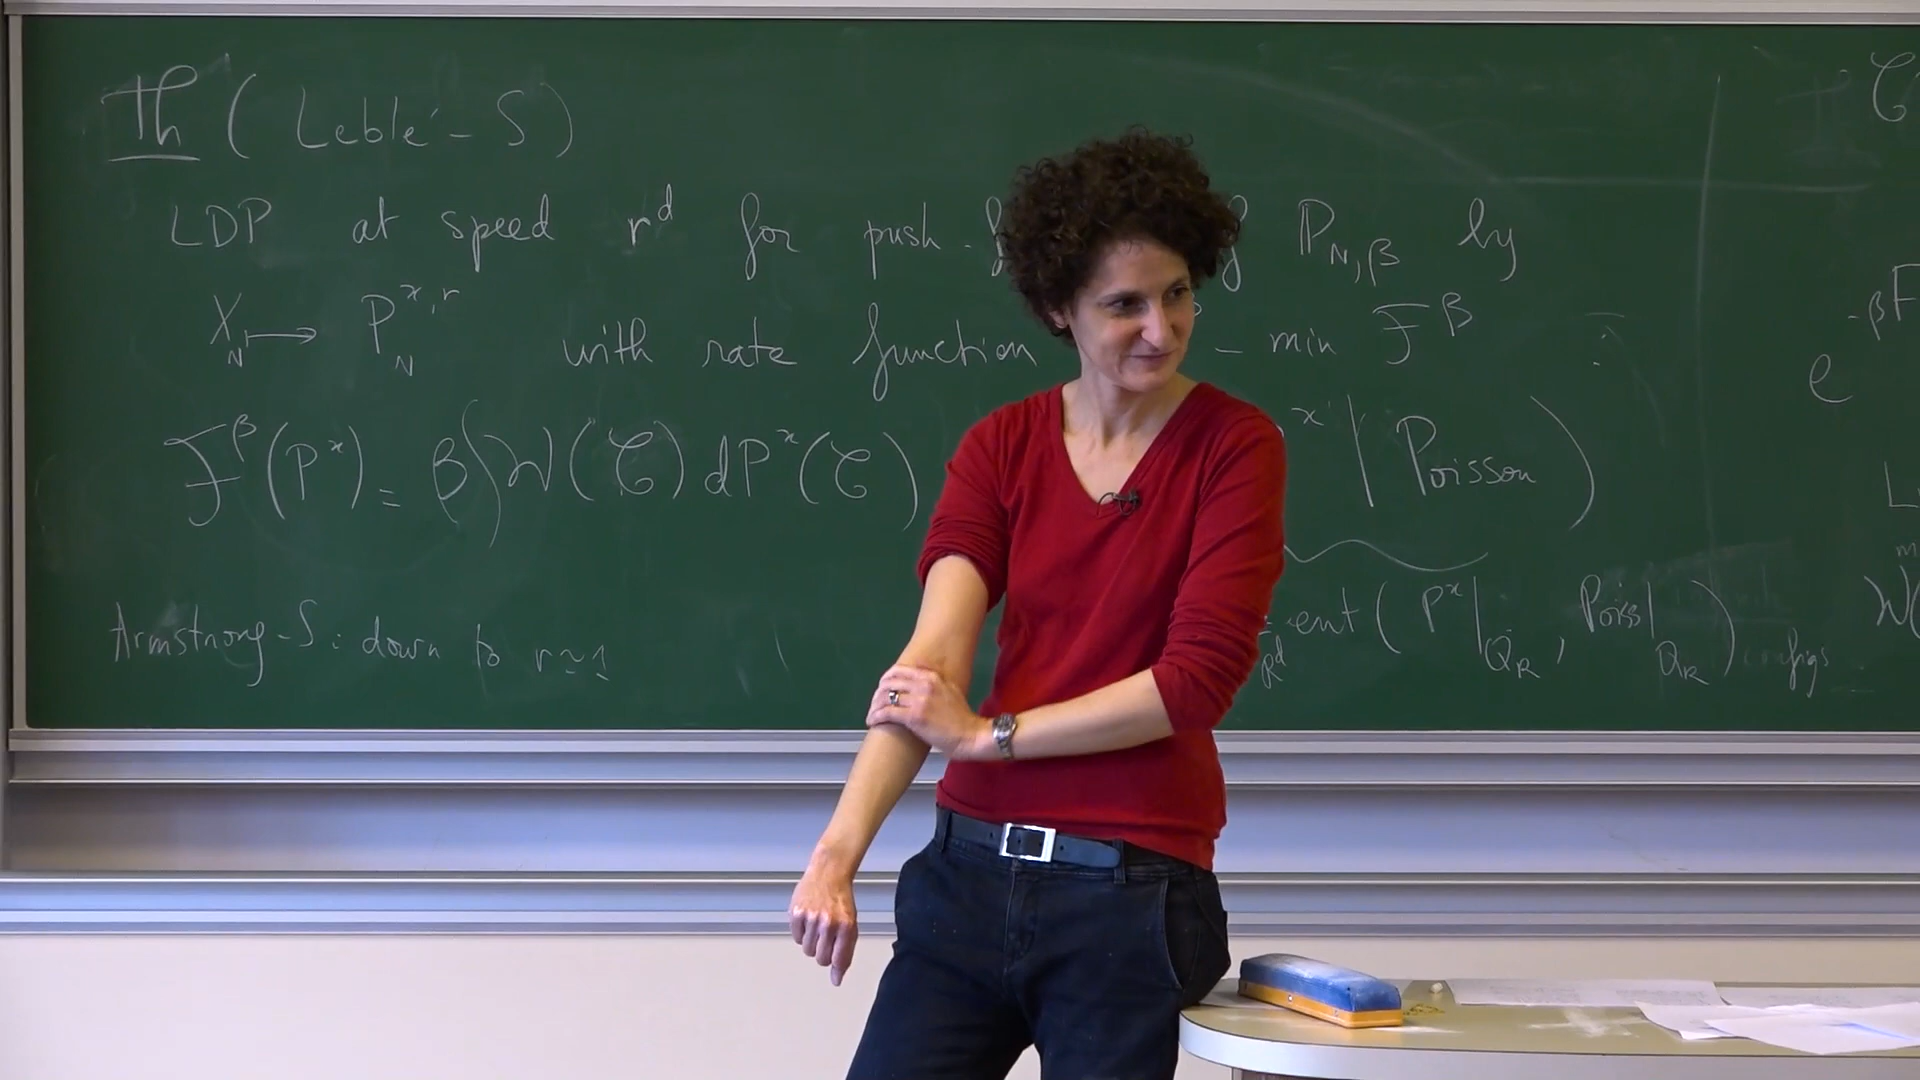 Th ( Leblé - S )
LDP at speed r^d for push - f P_{N,β} by
X_N ↦ P_N^{x,r} with rate function - min F^β
F^β(P^x) = β ∫ W(C) dP^x(C) ^x | Poisson )
Armstrong - S : down to r ≃ 1
ent ( P^x|_{Q_R} , Poiss|_{Q_R} ) configs
R^d
C
e^{-βF
L
W(